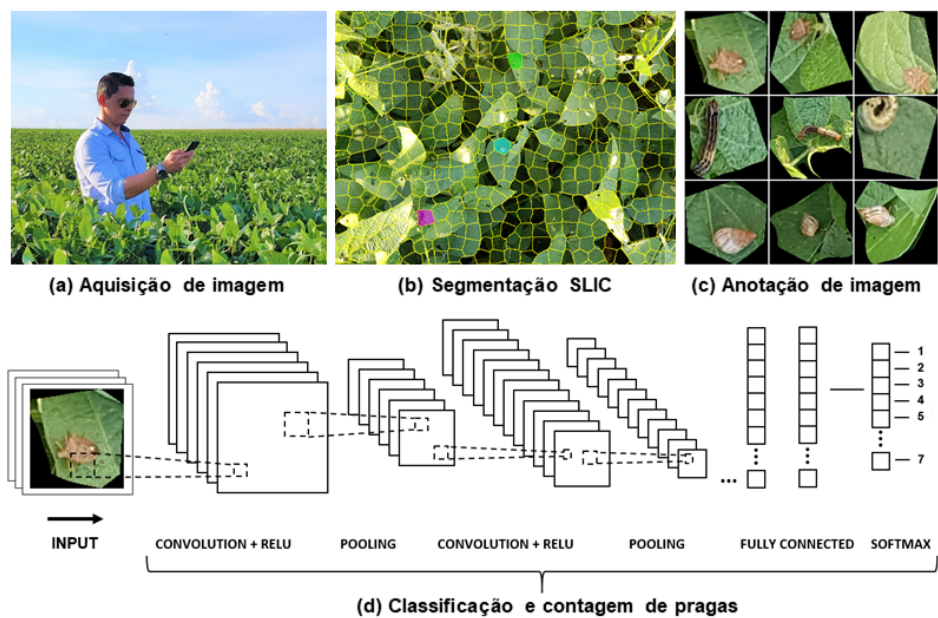 (a) Aquisição de imagem
(b) Segmentação SLIC
(c) Anotação de imagem
1
2
3
4
5
7
INPUT
CONVOLUTION + RELU
POOLING
CONVOLUTION + RELU
POOLING
FULLY CONNECTED
SOFTMAX
(d) Classificação e contagem de pragas